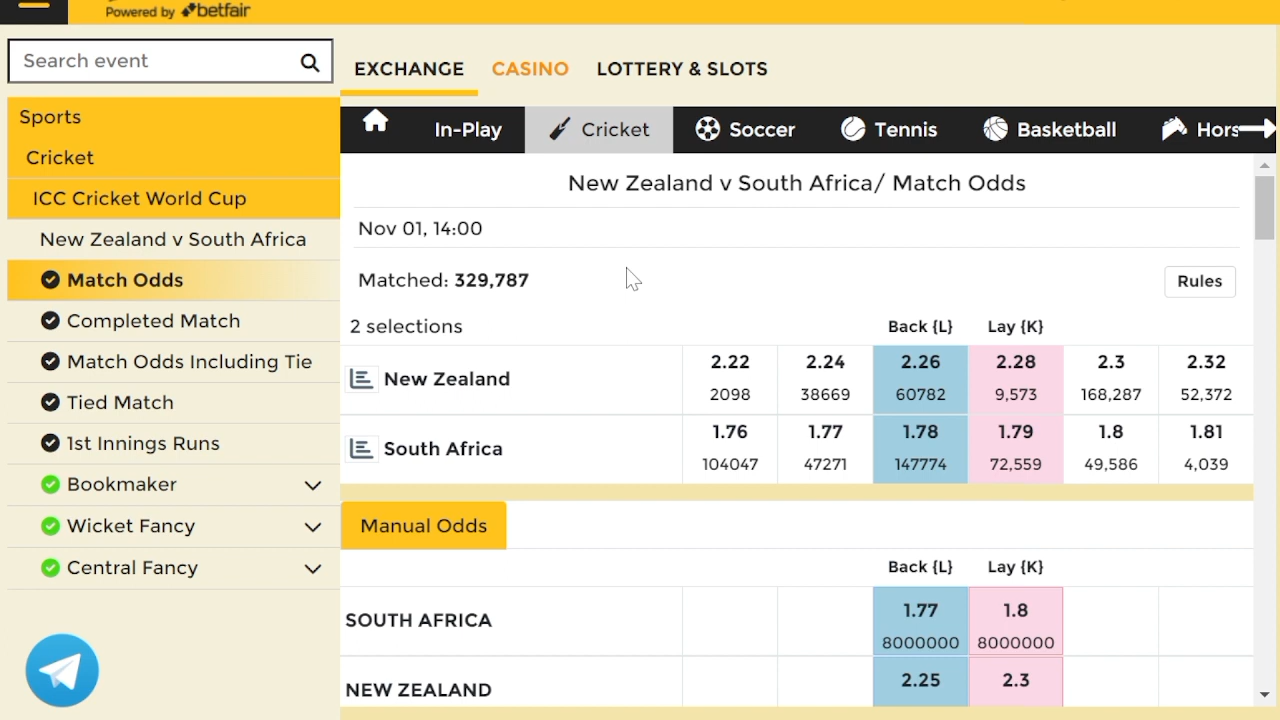 Powered by betfair
Search event
EXCHANGE CASINO LOTTERY & SLOTS
Sports
Cricket
ICC Cricket World Cup
New Zealand v South Africa
Match Odds
Completed Match
Match Odds Including Tie
Tied Match
1st Innings Runs
Bookmaker
Wicket Fancy
Central Fancy
In-Play Cricket Soccer Tennis Basketball Hors
New Zealand v South Africa/ Match Odds
Nov 01, 14:00
Matched: 329,787 Rules
2 selections Back {L} Lay {K}
New Zealand 2.22 2.24 2.26 2.28 2.3 2.32
2098 38669 60782 9,573 168,287 52,372
South Africa 1.76 1.77 1.78 1.79 1.8 1.81
104047 47271 147774 72,559 49,586 4,039
Manual Odds
Back {L} Lay {K}
SOUTH AFRICA 1.77 1.8
8000000 8000000
NEW ZEALAND 2.25 2.3